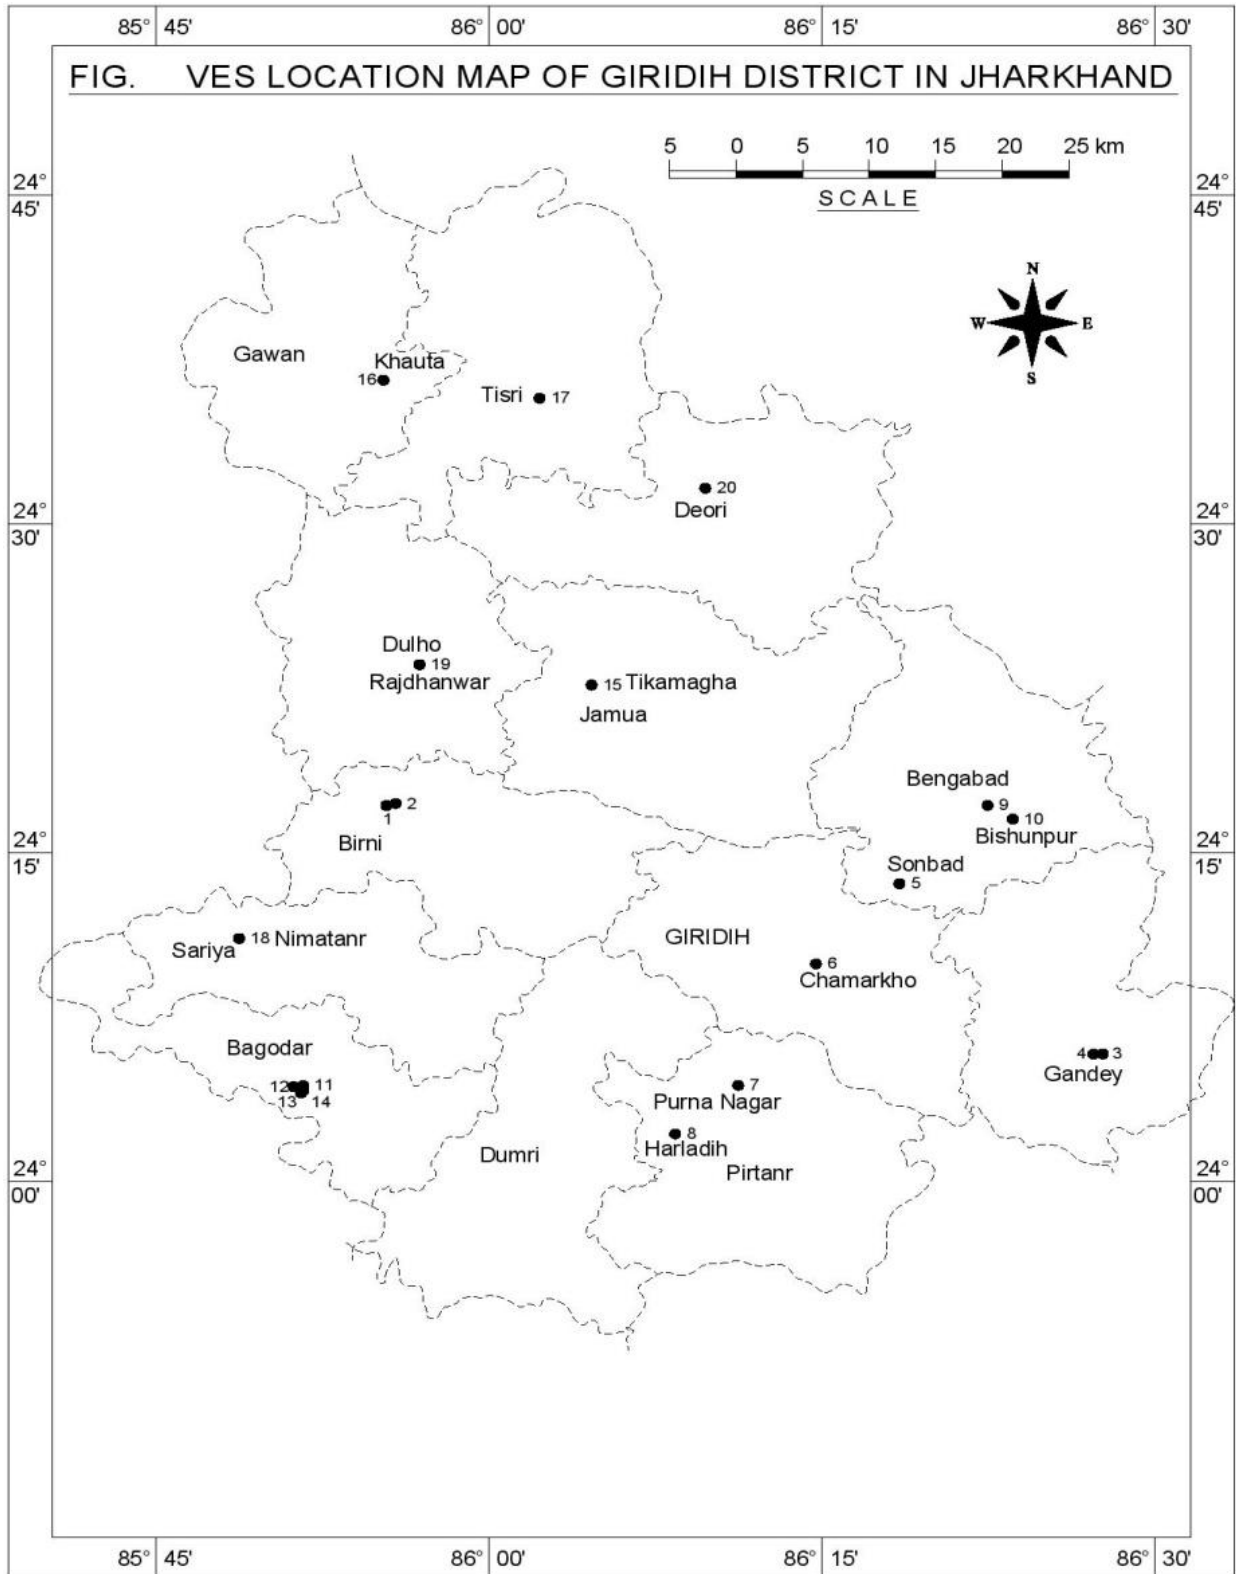 85° 45' 86° 00' 86° 15' 86° 30'
FIG. VES LOCATION MAP OF GIRIDIH DISTRICT IN JHARKHAND
5 0 5 10 15 20 25 km
SCALE
24° 24°
45' 45'
N
W E
S
Gawan
Khauta
16
Tisri 17
20
Deori
24° 24°
30' 30'
Dulho
19
Rajdhanwar
15 Tikamagha
Jamua
Bengabad
9
10
Bishunpur
2
1
Birni
24° 24°
15' 15'
Sonbad
5
18 Nimatanr
Sariya
GIRIDIH
6
Chamarkho
Bagodar
12 11
13 14
4 3
Gandey
7
Purna Nagar
8
Harladih
Dumri
Pirtanr
24° 24°
00' 00'
85° 45' 86° 00' 86° 15' 86° 30'